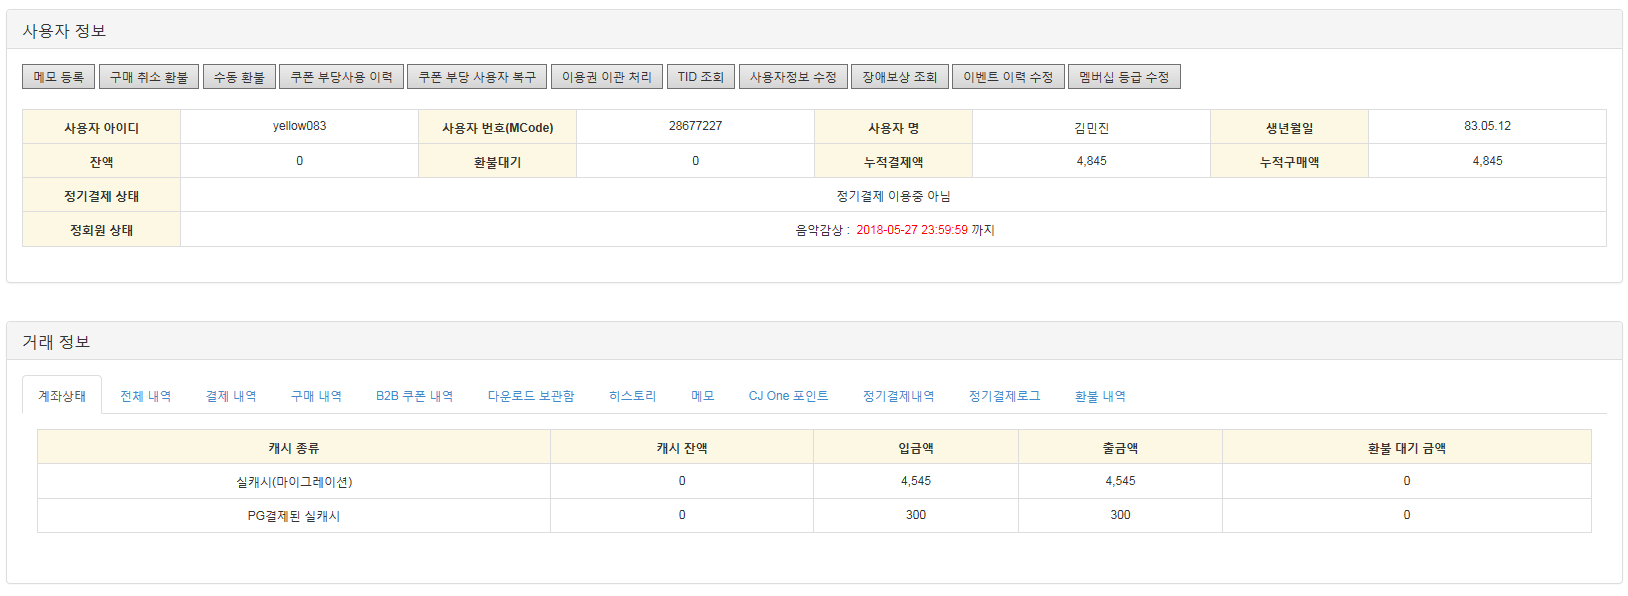 사용자 정보
메모 등록 구매 취소 환불 수동 환불 쿠폰 부당사용 이력 쿠폰 부당 사용자 복구 이용권 이관 처리 TID 조회 사용자정보 수정 장애보상 조회 이벤트 이력 수정 멤버십 등급 수정
사용자 아이디 yellow083 사용자 번호(MCode) 28677227 사용자 명 김민진 생년월일 83.05.12
잔액 0 환불대기 0 누적결제액 4,845 누적구매액 4,845
정기결제 상태 정기결제 이용중 아님
정회원 상태 음악감상 : 2018-05-27 23:59:59 까지
거래 정보
계좌상태 전체 내역 결제 내역 구매 내역 B2B 쿠폰 내역 다운로드 보관함 히스토리 메모 CJ One 포인트 정기결제내역 정기결제로그 환불 내역
캐시 종류 캐시 잔액 입금액 출금액 환불 대기 금액
실캐시(마이그레이션) 0 4,545 4,545 0
PG결제된 실캐시 0 300 300 0